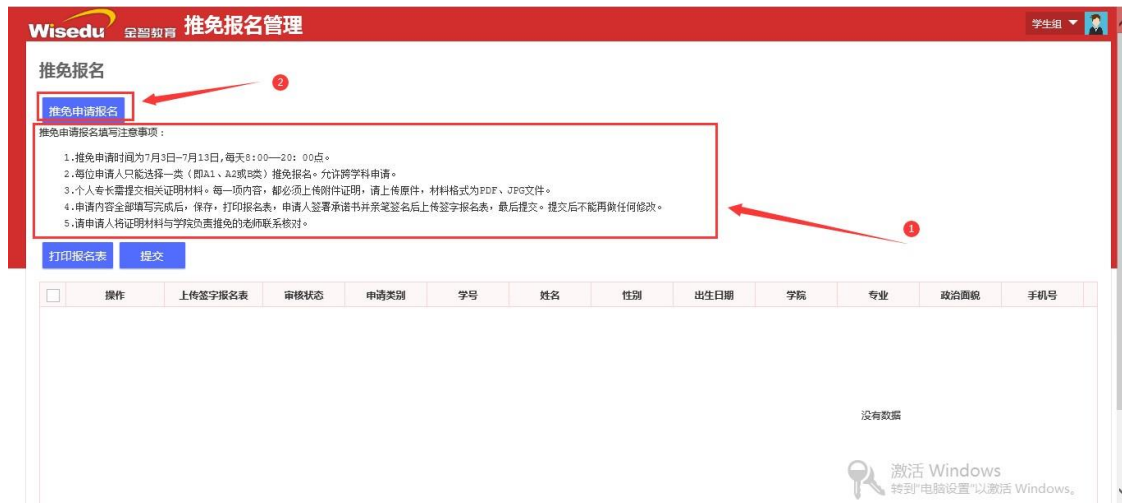 Wisedu 金智教育 推免报名管理 学生组
推免报名
2
推免申请报名
推免申请报名填写注意事项：
1.推免申请时间为7月3日—7月13日,每天8:00——20: 00点。
2.每位申请人只能选择一类（即A1、A2或B类）推免报名。允许跨学科申请。
3.个人专长需提交相关证明材料。每一项内容，都必须上传附件证明，请上传原件，材料格式为PDF、JPG文件。
4.申请内容全部填写完成后，保存，打印报名表，申请人签署承诺书并亲笔签名后上传签字报名表，最后提交。提交后不能再做任何修改。
5.请申请人将证明材料与学院负责推免的老师联系核对。
1
打印报名表 提交
操作 上传签字报名表 审核状态 申请类别 学号 姓名 性别 出生日期 学院 专业 政治面貌 手机号
没有数据
激活 Windows
转到"电脑设置"以激活 Windows。